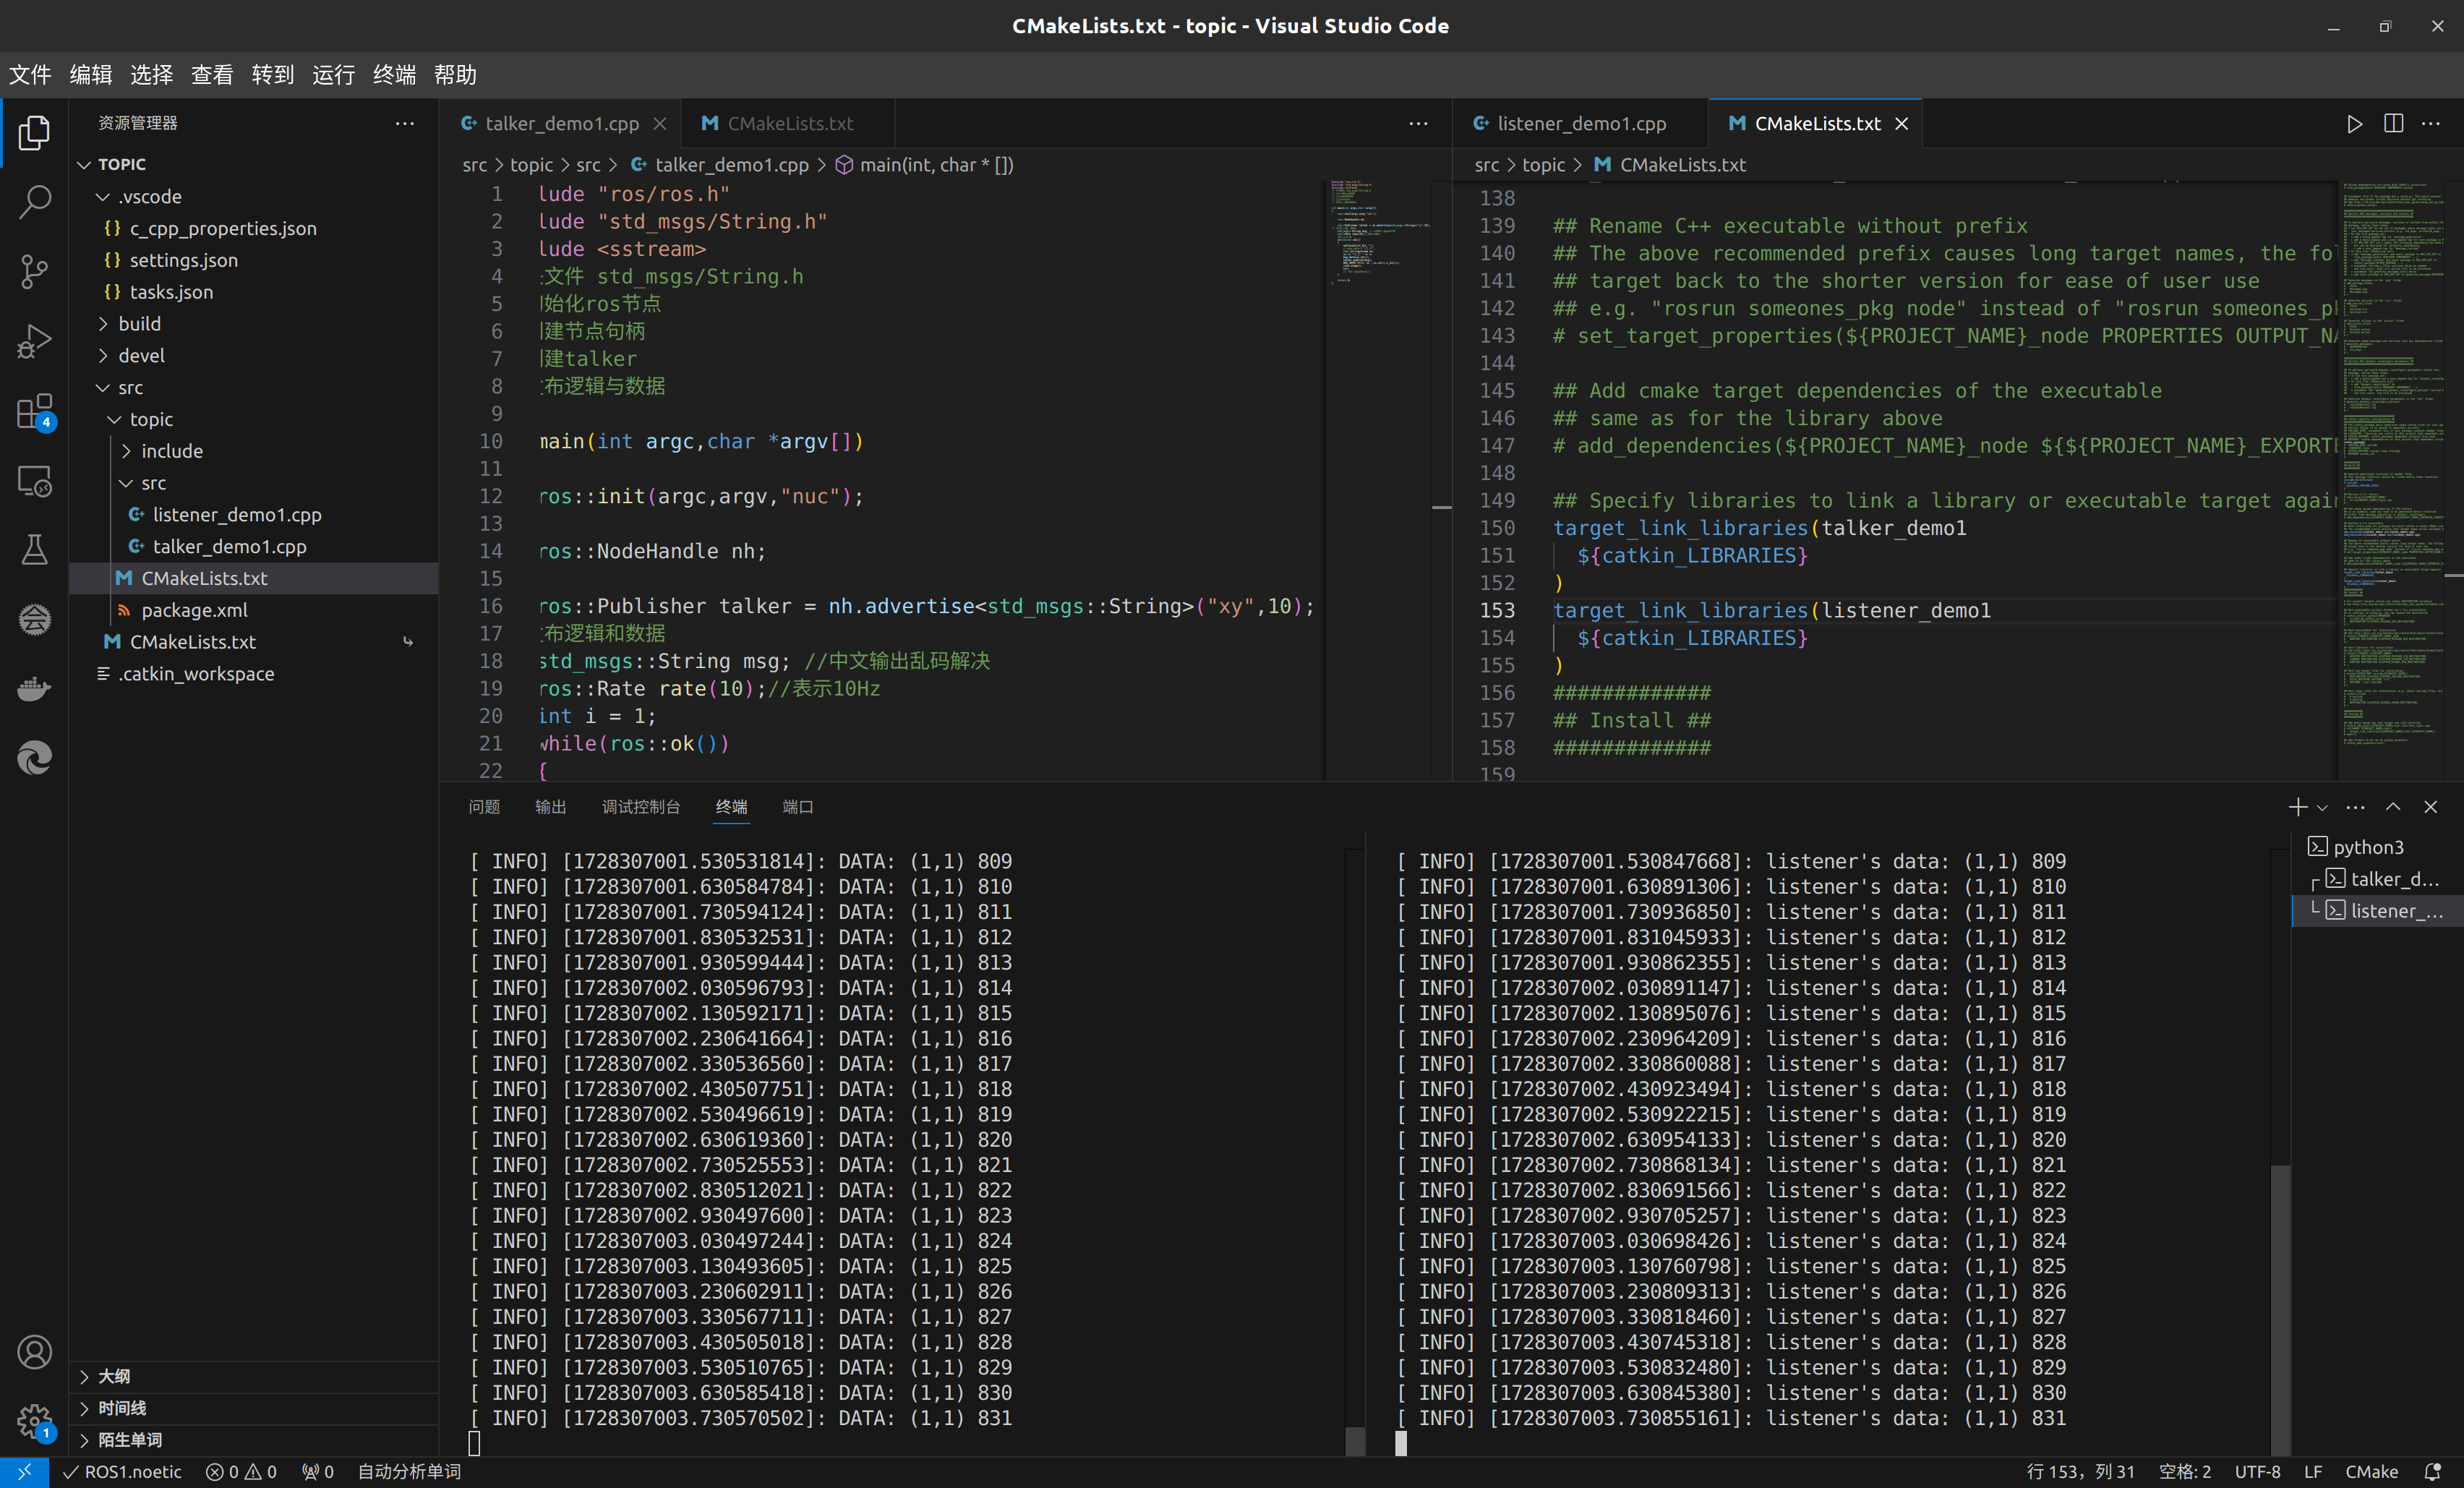 CMakeLists.txt - topic - Visual Studio Code
文件 编辑 选择 查看 转到 运行 终端 帮助
资源管理器
TOPIC
.vscode
c_cpp_properties.json
settings.json
tasks.json
build
devel
src
topic
include
src
listener_demo1.cpp
talker_demo1.cpp
CMakeLists.txt
package.xml
CMakeLists.txt
.catkin_workspace
大纲
时间线
陌生单词
4
1
talker_demo1.cpp
CMakeLists.txt
src > topic > src > talker_demo1.cpp > main(int, char * [])
1 lude "ros/ros.h"
2 lude "std_msgs/String.h"
3 lude <sstream>
4 文件 std_msgs/String.h
5 始化ros节点
6 建节点句柄
7 建talker
8 布逻辑与数据
9
10 main(int argc,char *argv[])
11
12 ros::init(argc,argv,"nuc");
13
14 ros::NodeHandle nh;
15
16 ros::Publisher talker = nh.advertise<std_msgs::String>("xy",10);
17 布逻辑和数据
18 std_msgs::String msg; //中文输出乱码解决
19 ros::Rate rate(10);//表示10Hz
20 int i = 1;
21 while(ros::ok())
22 {
listener_demo1.cpp
CMakeLists.txt
src > topic > CMakeLists.txt
138
139 ## Rename C++ executable without prefix
140 ## The above recommended prefix causes long target names, the fo
141 ## target back to the shorter version for ease of user use
142 ## e.g. "rosrun someones_pkg node" instead of "rosrun someones_pk
143 # set_target_properties(${PROJECT_NAME}_node PROPERTIES OUTPUT_NA
144
145 ## Add cmake target dependencies of the executable
146 ## same as for the library above
147 # add_dependencies(${PROJECT_NAME}_node ${${PROJECT_NAME}_EXPORTE
148
149 ## Specify libraries to link a library or executable target again
150 target_link_libraries(talker_demo1
151 ${catkin_LIBRARIES}
152 )
153 target_link_libraries(listener_demo1
154 ${catkin_LIBRARIES}
155 )
156 #############
157 ## Install ##
158 #############
159
问题 输出 调试控制台 终端 端口
[ INFO] [1728307001.530531814]: DATA: (1,1) 809
[ INFO] [1728307001.630584784]: DATA: (1,1) 810
[ INFO] [1728307001.730594124]: DATA: (1,1) 811
[ INFO] [1728307001.830532531]: DATA: (1,1) 812
[ INFO] [1728307001.930599444]: DATA: (1,1) 813
[ INFO] [1728307002.030596793]: DATA: (1,1) 814
[ INFO] [1728307002.130592171]: DATA: (1,1) 815
[ INFO] [1728307002.230641664]: DATA: (1,1) 816
[ INFO] [1728307002.330536560]: DATA: (1,1) 817
[ INFO] [1728307002.430507751]: DATA: (1,1) 818
[ INFO] [1728307002.530496619]: DATA: (1,1) 819
[ INFO] [1728307002.630619360]: DATA: (1,1) 820
[ INFO] [1728307002.730525553]: DATA: (1,1) 821
[ INFO] [1728307002.830512021]: DATA: (1,1) 822
[ INFO] [1728307002.930497600]: DATA: (1,1) 823
[ INFO] [1728307003.030497244]: DATA: (1,1) 824
[ INFO] [1728307003.130493605]: DATA: (1,1) 825
[ INFO] [1728307003.230602911]: DATA: (1,1) 826
[ INFO] [1728307003.330567711]: DATA: (1,1) 827
[ INFO] [1728307003.430505018]: DATA: (1,1) 828
[ INFO] [1728307003.530510765]: DATA: (1,1) 829
[ INFO] [1728307003.630585418]: DATA: (1,1) 830
[ INFO] [1728307003.730570502]: DATA: (1,1) 831
[ INFO] [1728307001.530847668]: listener's data: (1,1) 809
[ INFO] [1728307001.630891306]: listener's data: (1,1) 810
[ INFO] [1728307001.730936850]: listener's data: (1,1) 811
[ INFO] [1728307001.831045933]: listener's data: (1,1) 812
[ INFO] [1728307001.930862355]: listener's data: (1,1) 813
[ INFO] [1728307002.030891147]: listener's data: (1,1) 814
[ INFO] [1728307002.130895076]: listener's data: (1,1) 815
[ INFO] [1728307002.230964209]: listener's data: (1,1) 816
[ INFO] [1728307002.330860088]: listener's data: (1,1) 817
[ INFO] [1728307002.430923494]: listener's data: (1,1) 818
[ INFO] [1728307002.530922215]: listener's data: (1,1) 819
[ INFO] [1728307002.630954133]: listener's data: (1,1) 820
[ INFO] [1728307002.730868134]: listener's data: (1,1) 821
[ INFO] [1728307002.830691566]: listener's data: (1,1) 822
[ INFO] [1728307002.930705257]: listener's data: (1,1) 823
[ INFO] [1728307003.030698426]: listener's data: (1,1) 824
[ INFO] [1728307003.130760798]: listener's data: (1,1) 825
[ INFO] [1728307003.230809313]: listener's data: (1,1) 826
[ INFO] [1728307003.330818460]: listener's data: (1,1) 827
[ INFO] [1728307003.430745318]: listener's data: (1,1) 828
[ INFO] [1728307003.530832480]: listener's data: (1,1) 829
[ INFO] [1728307003.630845380]: listener's data: (1,1) 830
[ INFO] [1728307003.730855161]: listener's data: (1,1) 831
python3
talker_d...
listener_...
ROS1.noetic 0 0 0 自动分析单词 行 153，列 31 空格: 2 UTF-8 LF CMake